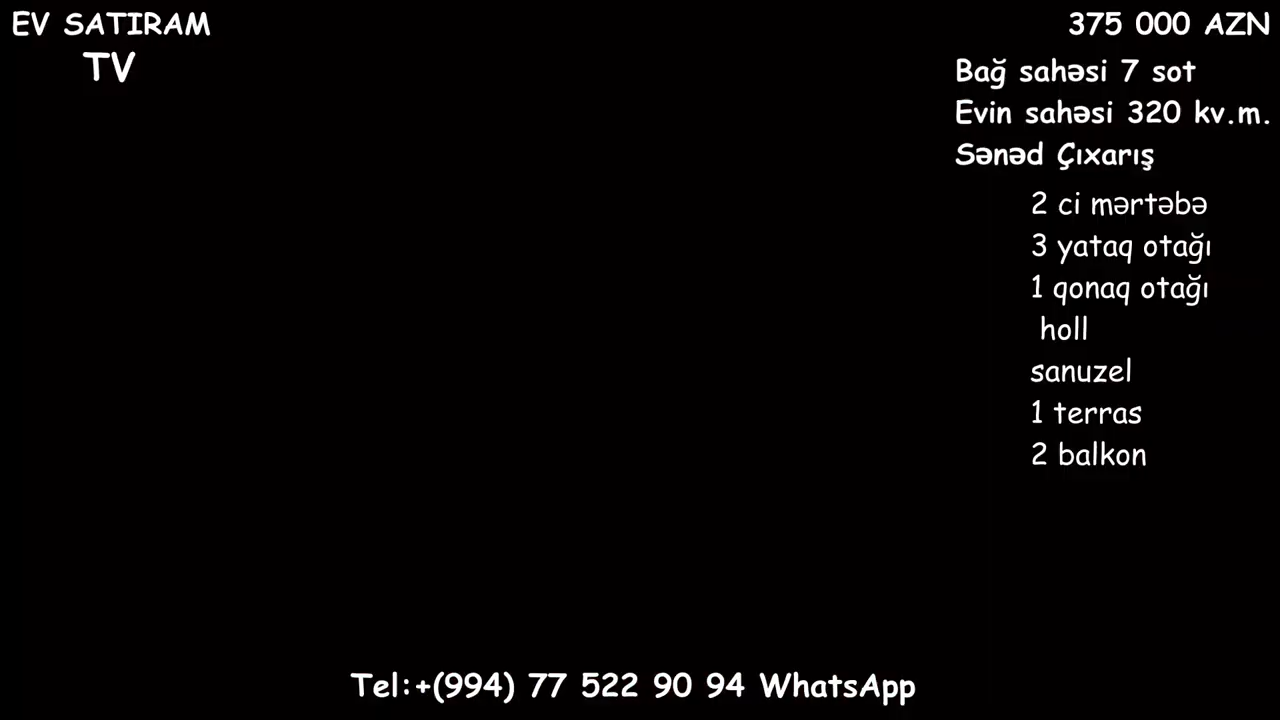 EV SATIRAM
TV
375 000 AZN
Bağ sahəsi 7 sot
Evin sahəsi 320 kv.m.
Sənəd Çıxarış
2 ci mərtəbə
3 yataq otağı
1 qonaq otağı
holl
sanuzel
1 terras
2 balkon
Tel:+(994) 77 522 90 94 WhatsApp